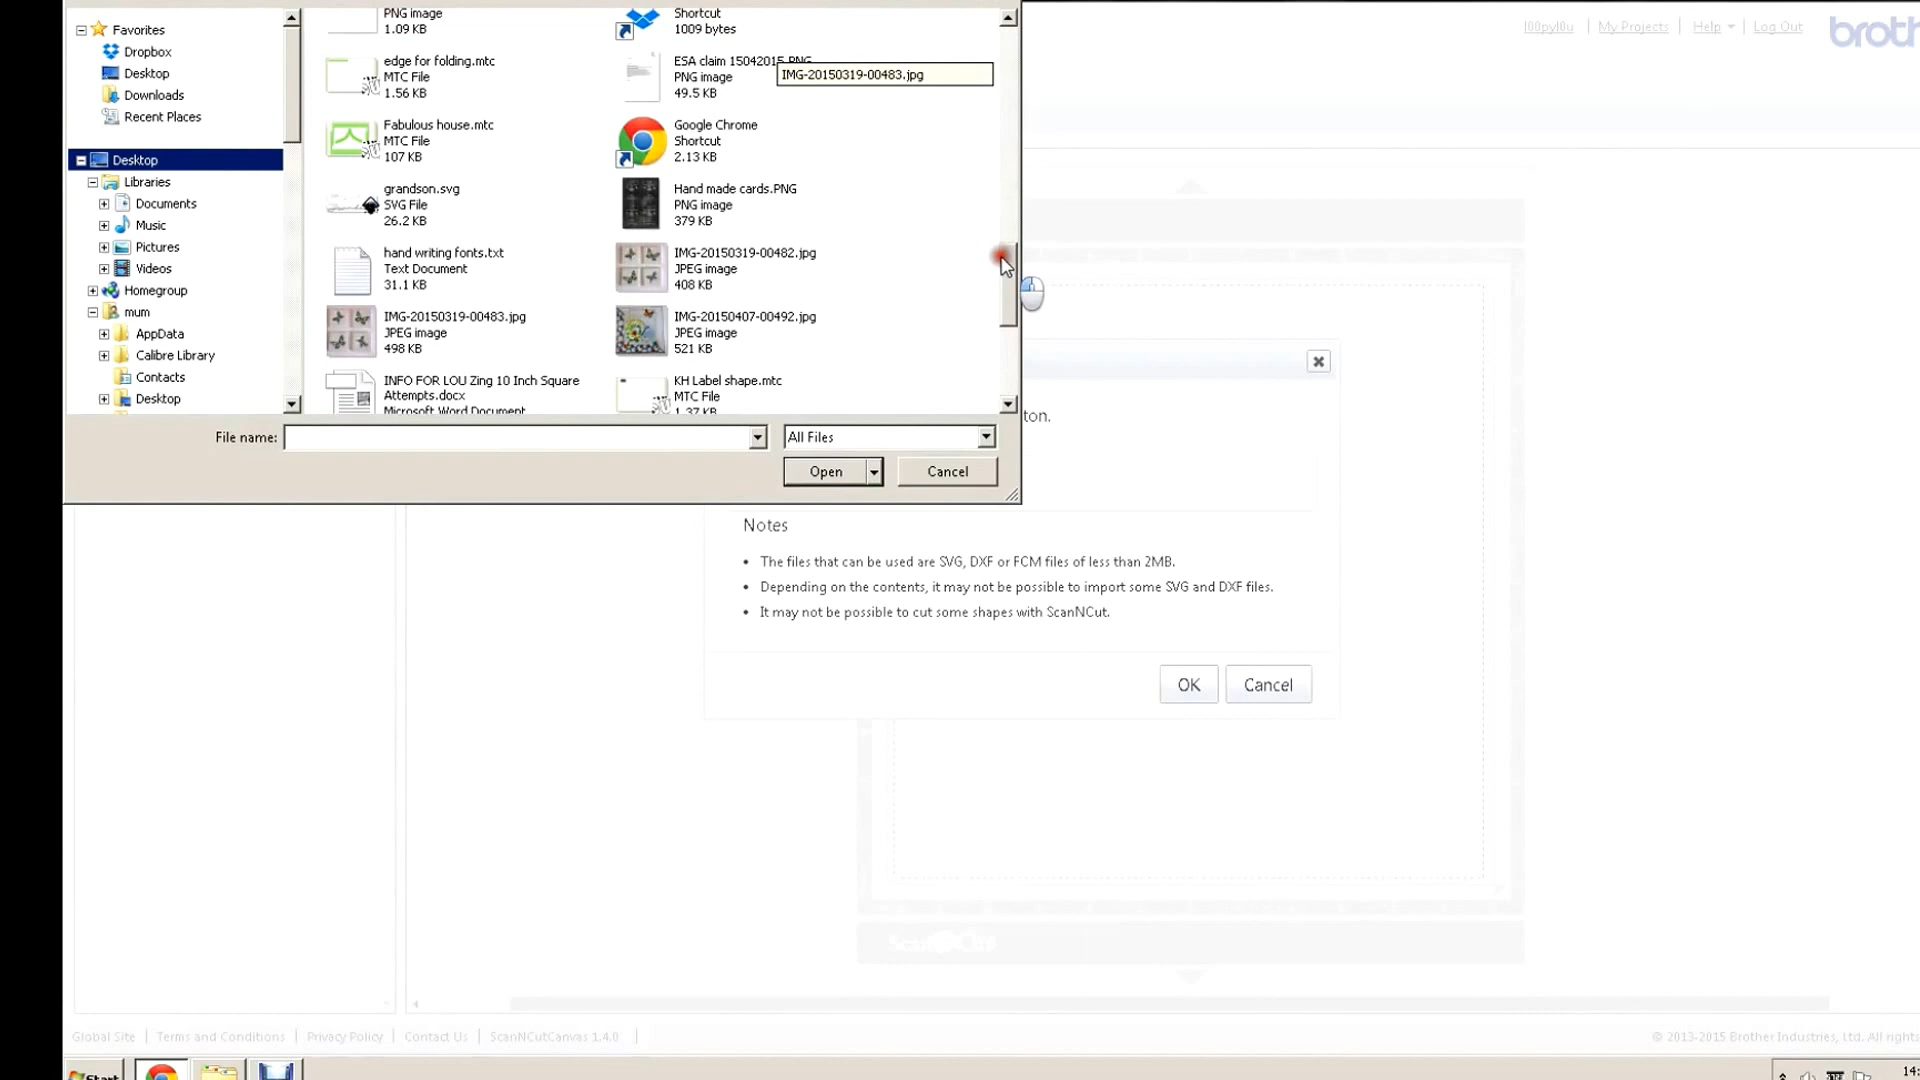 PNG image
1.09 KB
Shortcut
1009 bytes
Favorites
Dropbox
Desktop
Downloads
Recent Places
Desktop
Libraries
Documents
Music
Pictures
Videos
Homegroup
mum
AppData
Calibre Library
Contacts
Desktop
edge for folding.mtc
MTC File
1.56 KB
ESA claim 15042015.PNG
PNG image
49.5 KB
IMG-20150319-00483.jpg
Fabulous house.mtc
MTC File
107 KB
Google Chrome
Shortcut
2.13 KB
grandson.svg
SVG File
26.2 KB
Hand made cards.PNG
PNG image
379 KB
hand writing fonts.txt
Text Document
31.1 KB
IMG-20150319-00482.jpg
JPEG image
408 KB
IMG-20150319-00483.jpg
JPEG image
498 KB
IMG-20150407-00492.jpg
JPEG image
521 KB
INFO FOR LOU Zing 10 Inch Square
Attempts.docx
Microsoft Word Document
KH Label shape.mtc
MTC File
1.37 KB
File name:
All Files
Open
Cancel
l00pyl0u | My Projects | Help | Log Out
broth
ton.
Notes
• The files that can be used are SVG, DXF or FCM files of less than 2MB.
• Depending on the contents, it may not be possible to import some SVG and DXF files.
• It may not be possible to cut some shapes with ScanNCut.
OK
Cancel
ScanNCut
Global Site | Terms and Conditions | Privacy Policy | Contact Us | ScanNCutCanvas 1.4.0 |
© 2013-2015 Brother Industries, Ltd. All rights
Start
14: